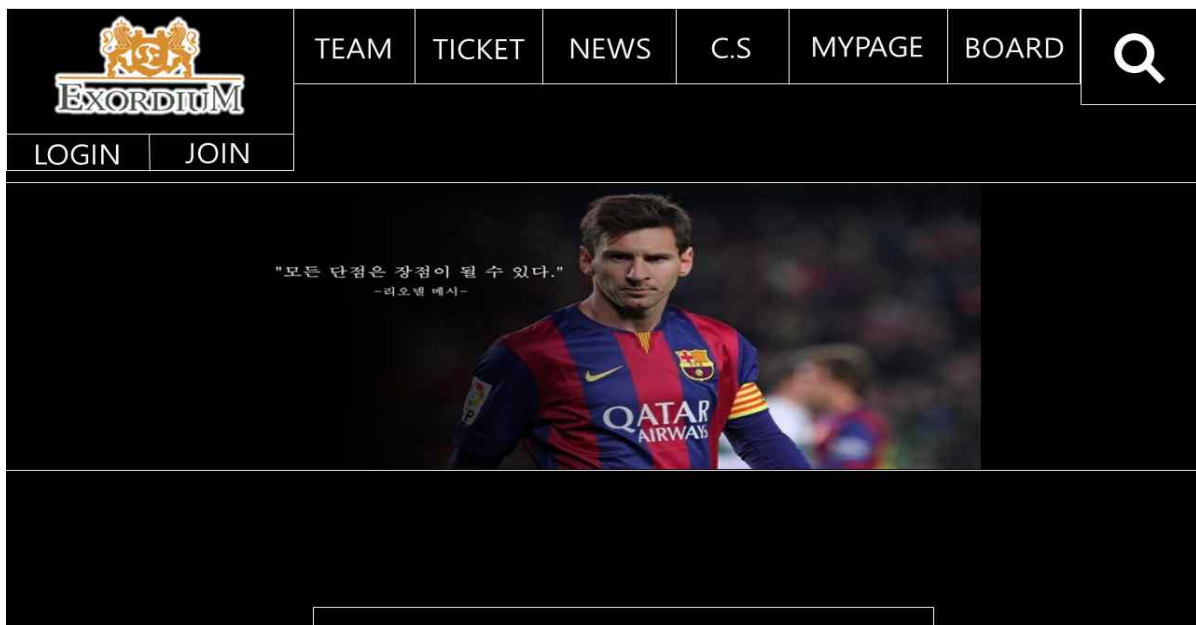 EXORDIUM
TEAM
TICKET
NEWS
C.S
MYPAGE
BOARD
LOGIN
JOIN
"모든 단점은 장점이 될 수 있다."
-리오넬 메시-
QATAR
AIRWAYS